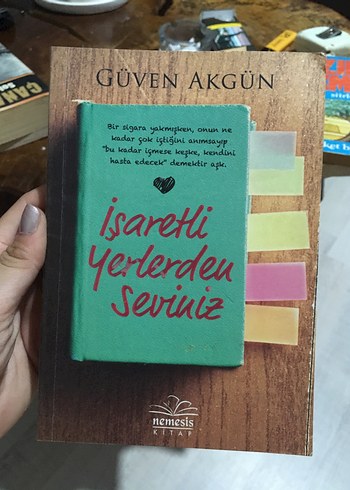 GÜVEN AKGÜN
Bir sigara yakmışken, onun ne
kadar çok içtiğini anımsayıp
"bu kadar içmese keşke, kendini
hasta edecek" demektir aşk.
İşaretli
Yerlerden
Seviniz
nemesis
KİTAP